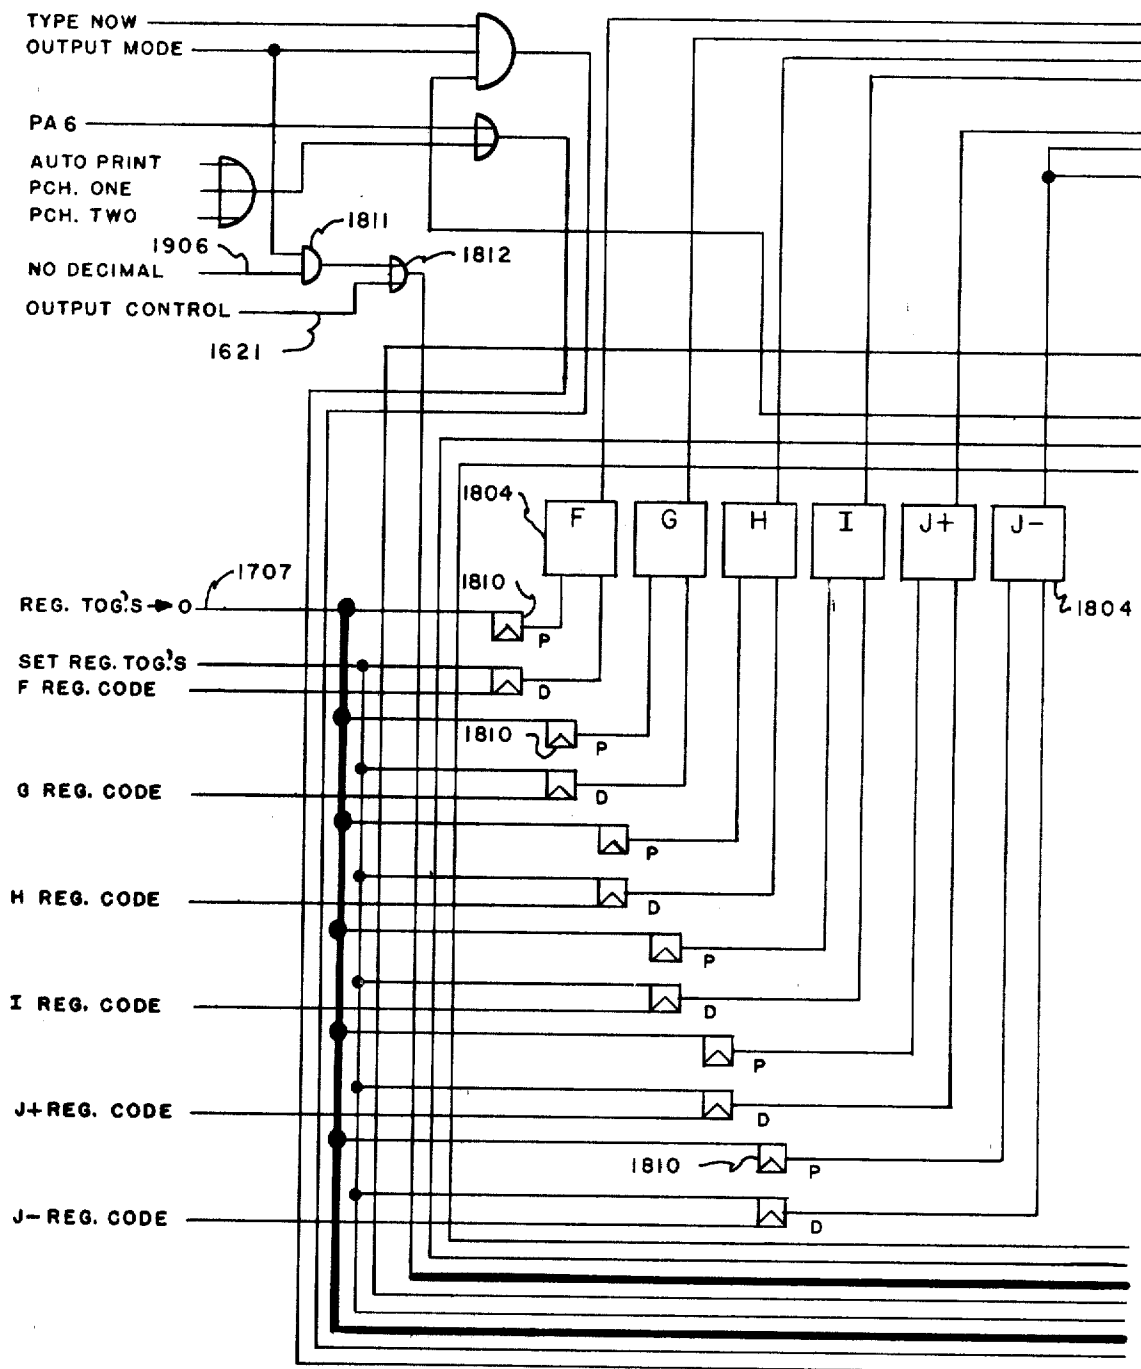 TYPE NOW
OUTPUT MODE
PA 6
AUTO PRINT
PCH. ONE
PCH. TWO
1811
1906
1812
NO DECIMAL
OUTPUT CONTROL
1621
1804
F
G
H
I
J+
J-
1707
1810
1804
REG. TOG.'S → O
P
SET REG. TOG.'S
F REG. CODE
D
1810
P
G REG. CODE
D
P
H REG. CODE
D
P
I REG. CODE
D
P
J+ REG. CODE
D
1810
P
J- REG. CODE
D